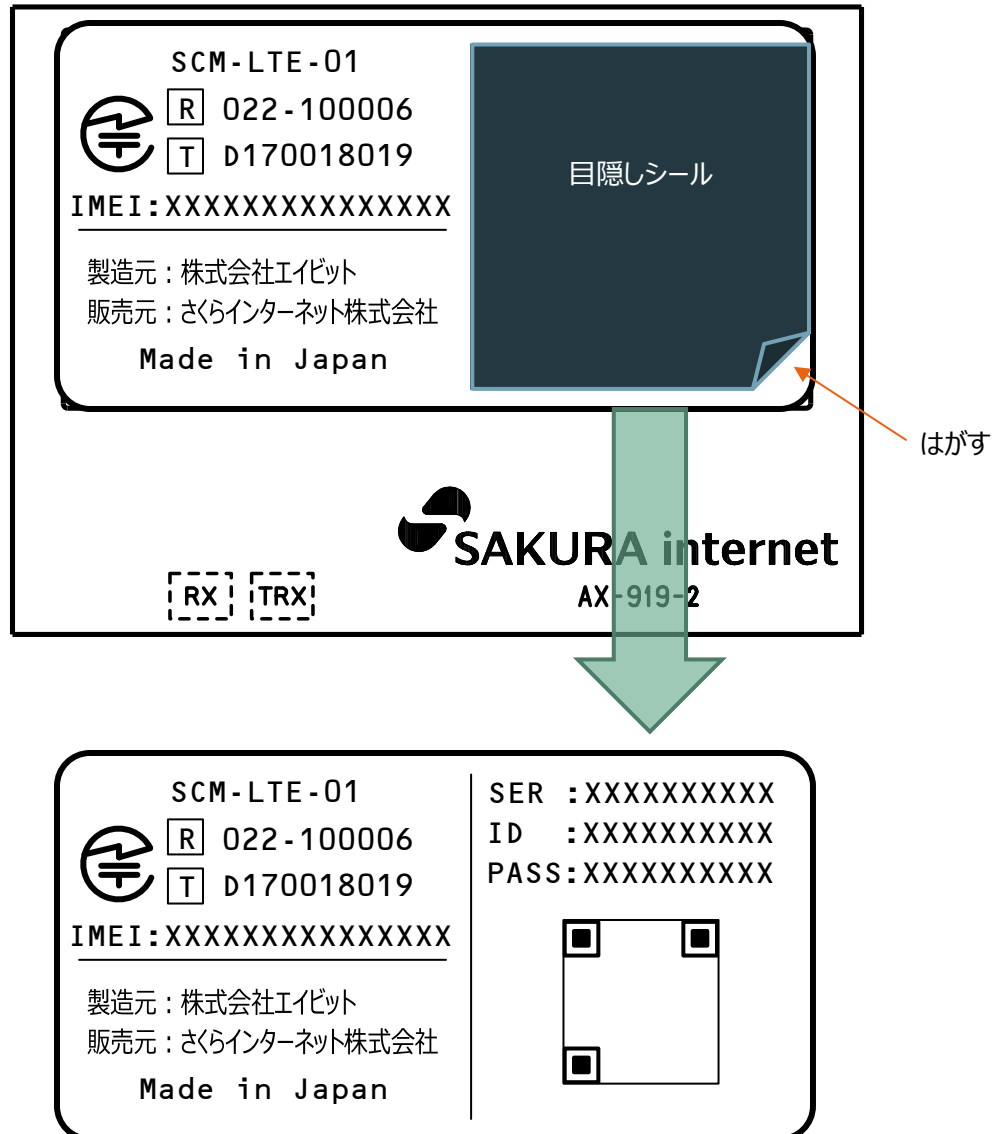 SCM-LTE-01
R 022-100006
T D170018019
IMEI:XXXXXXXXXXXXXXX
製造元：株式会社エイビット
販売元：さくらインターネット株式会社
Made in Japan
目隠しシール
はがす
SAKURA internet
RX TRX
AX-919-2
SCM-LTE-01
R 022-100006
T D170018019
IMEI:XXXXXXXXXXXXXXX
製造元：株式会社エイビット
販売元：さくらインターネット株式会社
Made in Japan
SER :XXXXXXXXXX
ID :XXXXXXXXXX
PASS:XXXXXXXXXX